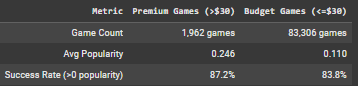 Metric Premium Games (>$30) Budget Games (<=$30)
Game Count 1,962 games 83,306 games
Avg Popularity 0.246 0.110
Success Rate (>0 popularity) 87.2% 83.8%